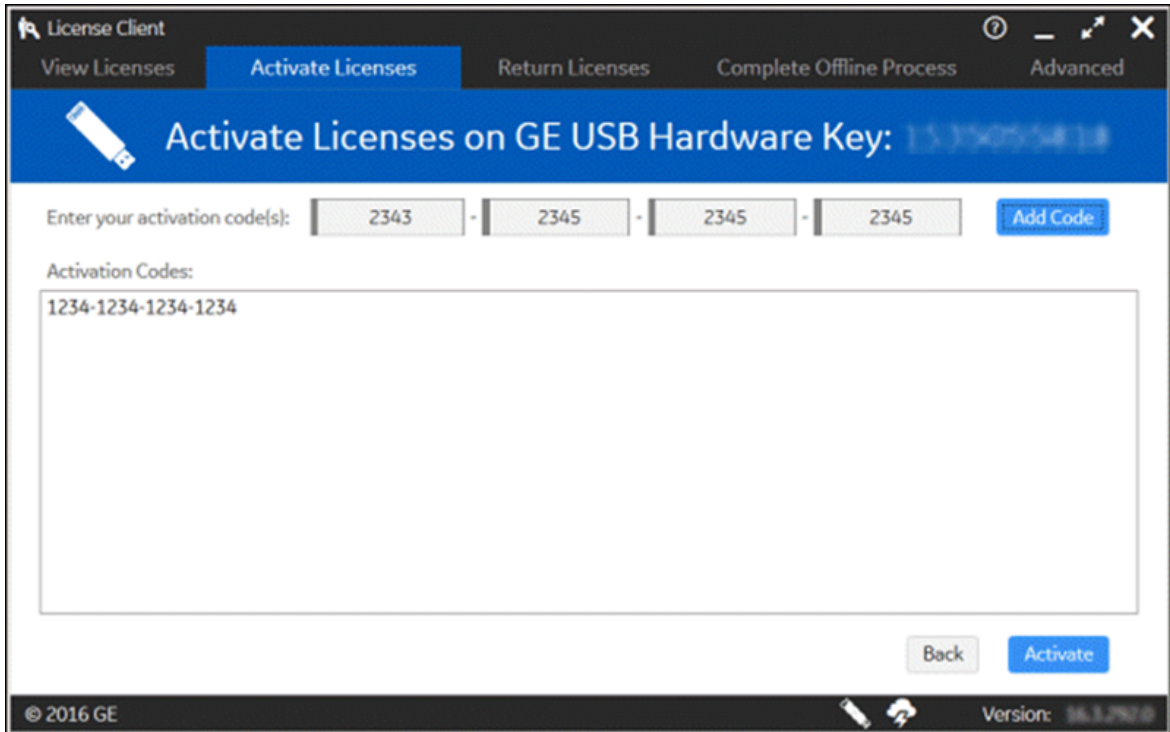 License Client
View Licenses Activate Licenses Return Licenses Complete Offline Process Advanced
Activate Licenses on GE USB Hardware Key:
Enter your activation code(s): 2343 - 2345 - 2345 - 2345 Add Code
Activation Codes:
1234-1234-1234-1234
Back Activate
© 2016 GE Version: